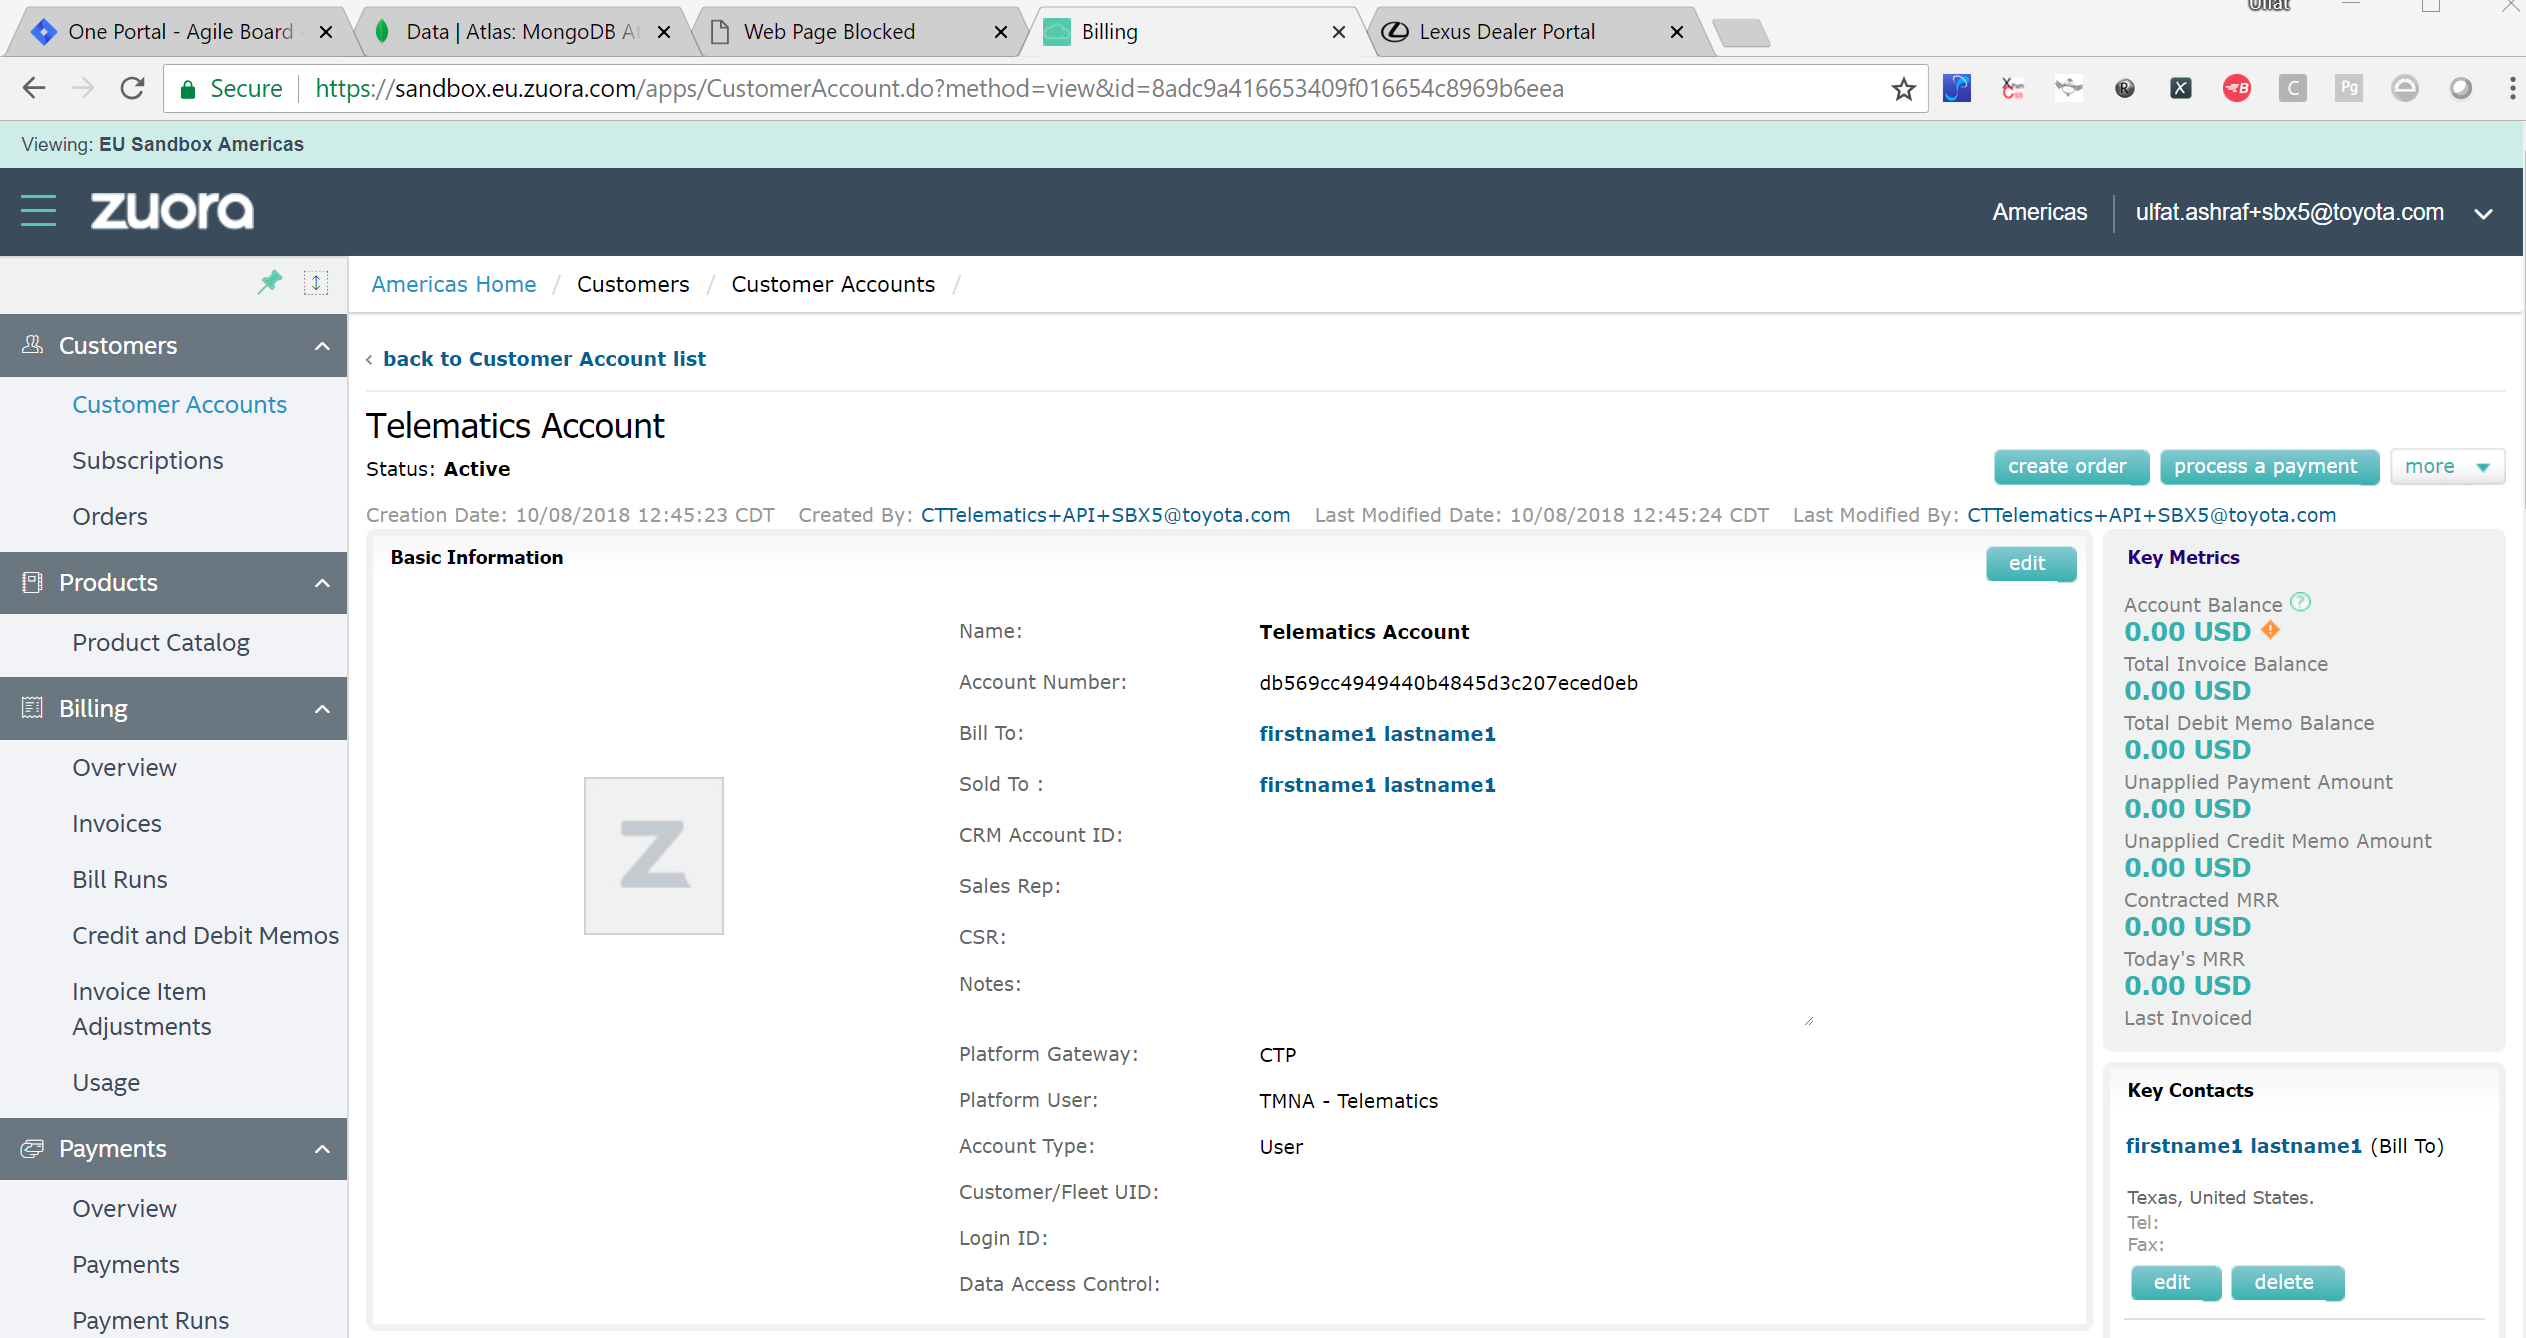 Ulfat
One Portal - Agile Board
Data | Atlas: MongoDB At
Web Page Blocked
Billing
Lexus Dealer Portal
Secure
https://sandbox.eu.zuora.com/apps/CustomerAccount.do?method=view&id=8adc9a416653409f016654c8969b6eea
Viewing: EU Sandbox Americas
zuora
Americas
ulfat.ashraf+sbx5@toyota.com
Americas Home / Customers / Customer Accounts /
Customers
Customer Accounts
Subscriptions
Orders
Products
Product Catalog
Billing
Overview
Invoices
Bill Runs
Credit and Debit Memos
Invoice Item
Adjustments
Usage
Payments
Overview
Payments
Payment Runs
‹ back to Customer Account list
Telematics Account
Status: Active
create order
process a payment
more
Creation Date: 10/08/2018 12:45:23 CDT Created By: CTTelematics+API+SBX5@toyota.com Last Modified Date: 10/08/2018 12:45:24 CDT Last Modified By: CTTelematics+API+SBX5@toyota.com
Basic Information
edit
Name: Telematics Account
Account Number: db569cc4949440b4845d3c207eced0eb
Bill To: firstname1 lastname1
Sold To : firstname1 lastname1
CRM Account ID:
Sales Rep:
CSR:
Notes:
Platform Gateway: CTP
Platform User: TMNA - Telematics
Account Type: User
Customer/Fleet UID:
Login ID:
Data Access Control:
Z
Key Metrics
Account Balance ?
0.00 USD
Total Invoice Balance
0.00 USD
Total Debit Memo Balance
0.00 USD
Unapplied Payment Amount
0.00 USD
Unapplied Credit Memo Amount
0.00 USD
Contracted MRR
0.00 USD
Today's MRR
0.00 USD
Last Invoiced
Key Contacts
firstname1 lastname1 (Bill To)
Texas, United States.
Tel:
Fax:
edit
delete